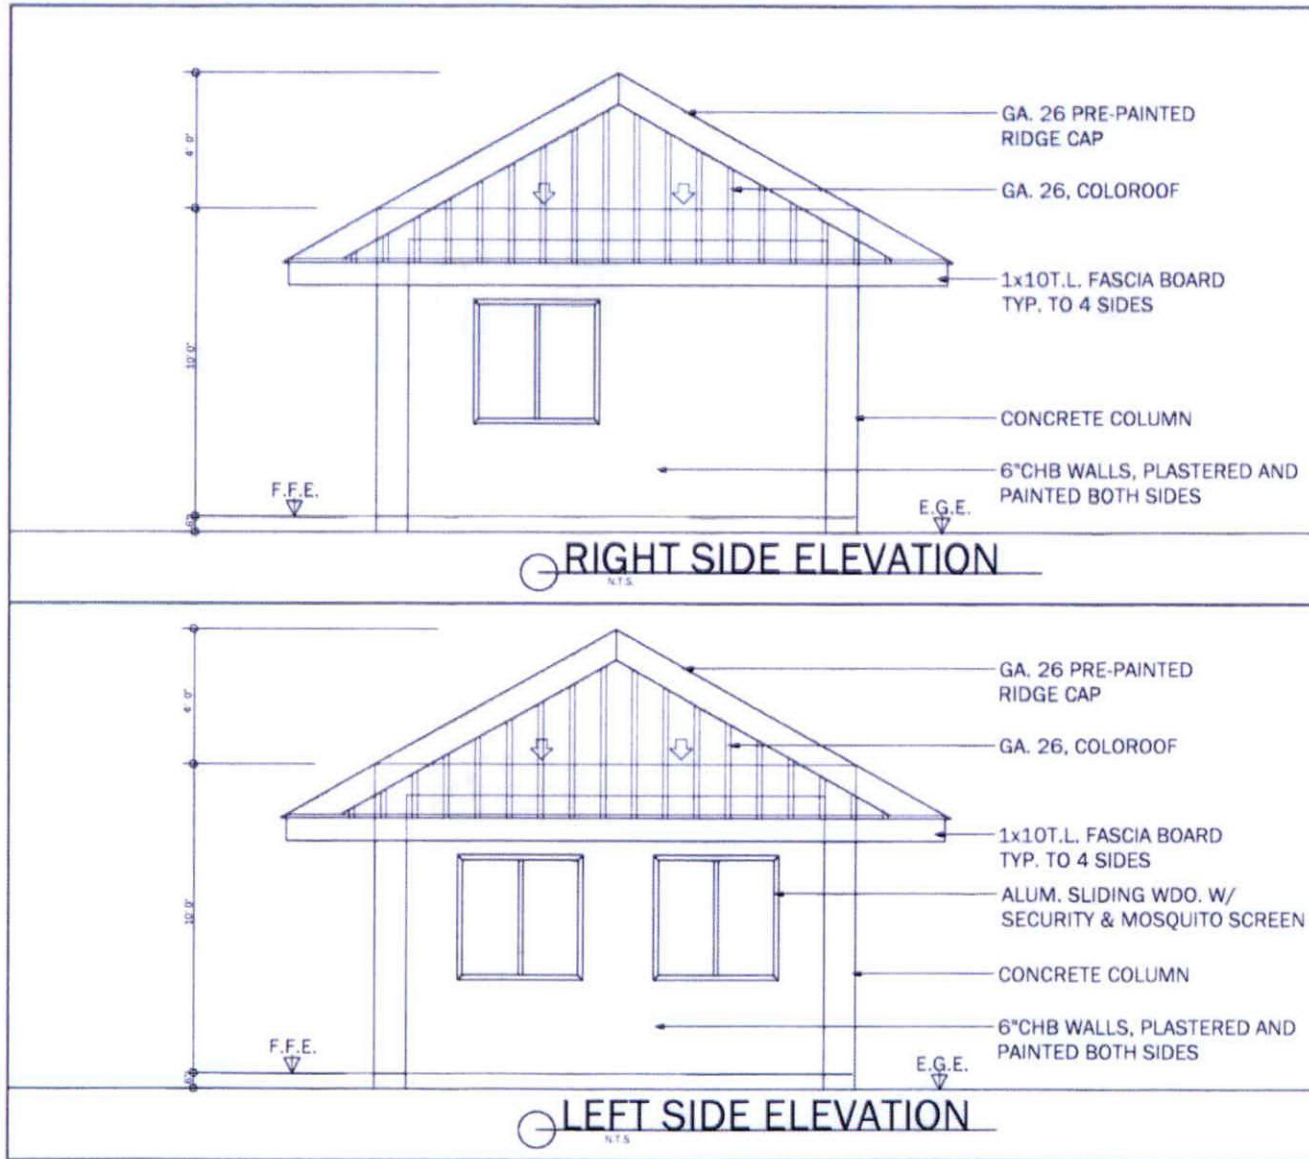 4' 0"
GA. 26 PRE-PAINTED
RIDGE CAP
GA. 26, COLOROOF
1x10T.L. FASCIA BOARD
TYP. TO 4 SIDES
10' 0"
CONCRETE COLUMN
6"CHB WALLS, PLASTERED AND
PAINTED BOTH SIDES
F.F.E.
E.G.E.
RIGHT SIDE ELEVATION
N.T.S.
GA. 26 PRE-PAINTED
RIDGE CAP
GA. 26, COLOROOF
1x10T.L. FASCIA BOARD
TYP. TO 4 SIDES
10' 0"
ALUM. SLIDING WDO. W/
SECURITY & MOSQUITO SCREEN
CONCRETE COLUMN
6"CHB WALLS, PLASTERED AND
PAINTED BOTH SIDES
F.F.E.
E.G.E.
LEFT SIDE ELEVATION
N.T.S